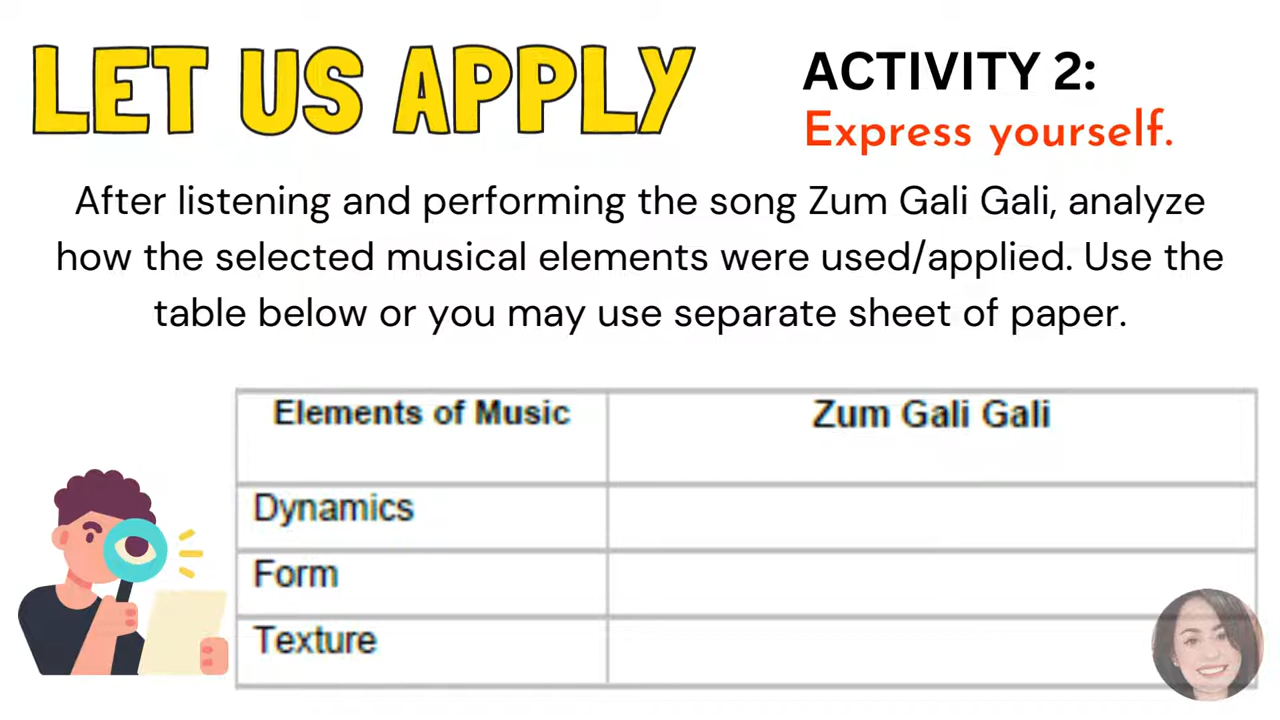 LET US APPLY
ACTIVITY 2:
Express yourself.
After listening and performing the song Zum Gali Gali, analyze
how the selected musical elements were used/applied. Use the
table below or you may use separate sheet of paper.
Elements of Music
Zum Gali Gali
Dynamics
Form
Texture